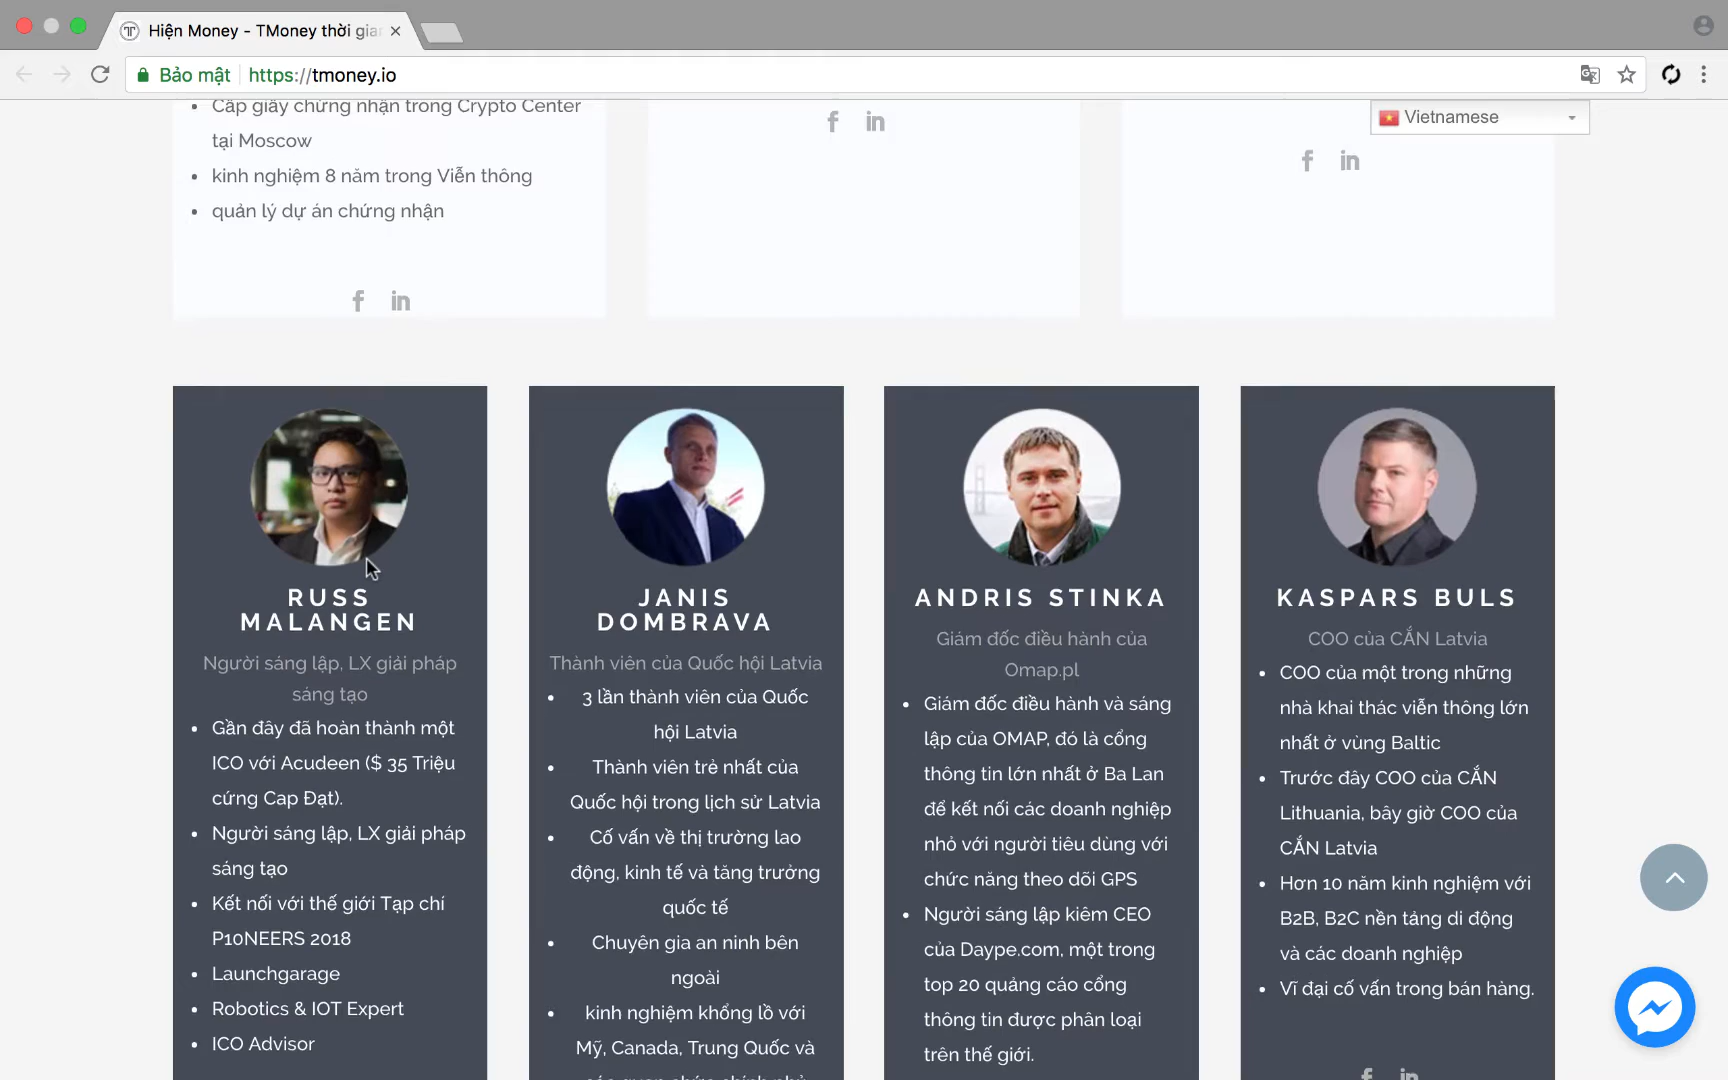 Hiện Money - TMoney thời gian
Bảo mật
https://tmoney.io
Vietnamese
Cấp giấy chứng nhận trong Crypto Center
tại Moscow
kinh nghiệm 8 năm trong Viễn thông
quản lý dự án chứng nhận
RUSS
MALANGEN
Người sáng lập, LX giải pháp
sáng tạo
Gần đây đã hoàn thành một
ICO với Acudeen ($ 35 Triệu
cứng Cap Đạt).
Người sáng lập, LX giải pháp
sáng tạo
Kết nối với thế giới Tạp chí
P10NEERS 2018
Launchgarage
Robotics & IOT Expert
ICO Advisor
JANIS
DOMBRAVA
Thành viên của Quốc hội Latvia
3 lần thành viên của Quốc
hội Latvia
Thành viên trẻ nhất của
Quốc hội trong lịch sử Latvia
Cố vấn về thị trường lao
động, kinh tế và tăng trưởng
quốc tế
Chuyên gia an ninh bên
ngoài
kinh nghiệm khổng lồ với
Mỹ, Canada, Trung Quốc và
ANDRIS STINKA
Giám đốc điều hành của
Omap.pl
Giám đốc điều hành và sáng
lập của OMAP, đó là cổng
thông tin lớn nhất ở Ba Lan
để kết nối các doanh nghiệp
nhỏ với người tiêu dùng với
chức năng theo dõi GPS
Người sáng lập kiêm CEO
của Daype.com, một trong
top 20 quảng cáo cổng
thông tin được phân loại
trên thế giới.
KASPARS BULS
COO của CẮN Latvia
COO của một trong những
nhà khai thác viễn thông lớn
nhất ở vùng Baltic
Trước đây COO của CẮN
Lithuania, bây giờ COO của
CẮN Latvia
Hơn 10 năm kinh nghiệm với
B2B, B2C nền tảng di động
và các doanh nghiệp
Vĩ đại cố vấn trong bán hàng.